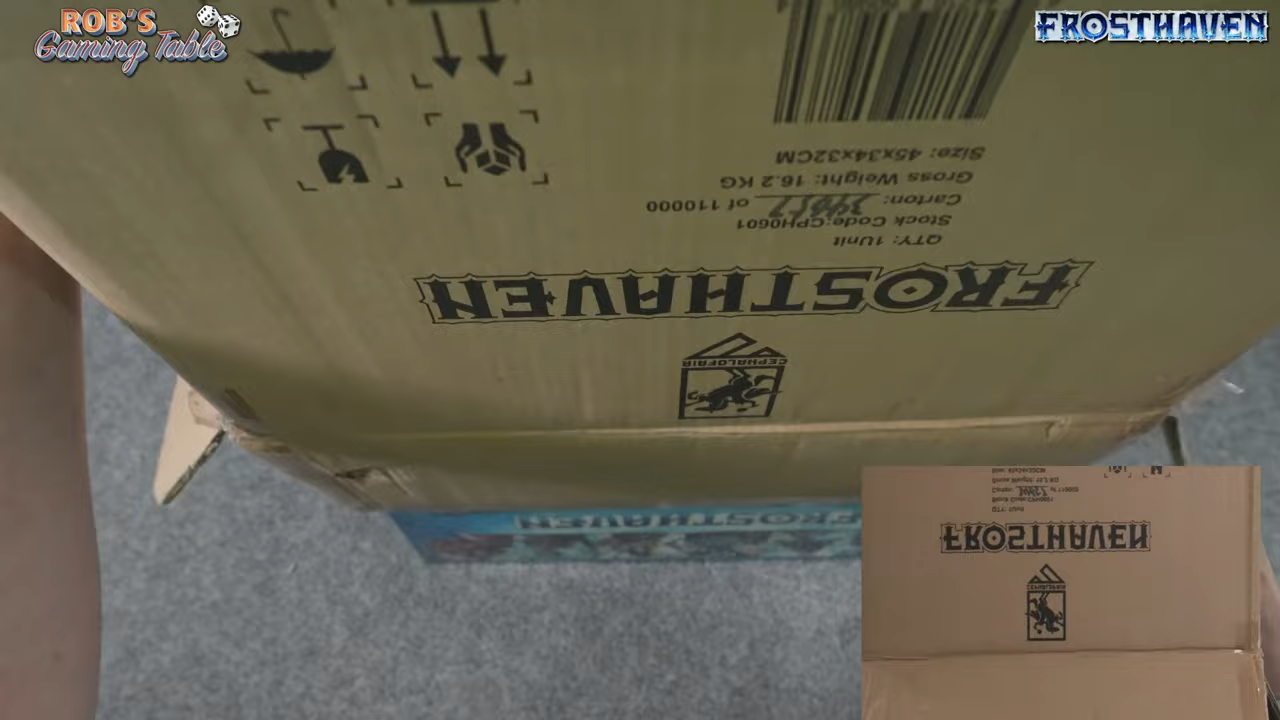 ROB'S
Gaming Table
FROSTHAVEN
Size: 45x34x32CM
Gross Weight: 16.2 KG
Carton: of 110000
Stock Code:CPH0601
QTY: 1Unit
FROSTHAVEN
CEPHALOFAIR
FROSTHAVEN
FROSTHAVEN
FROSTHAVEN